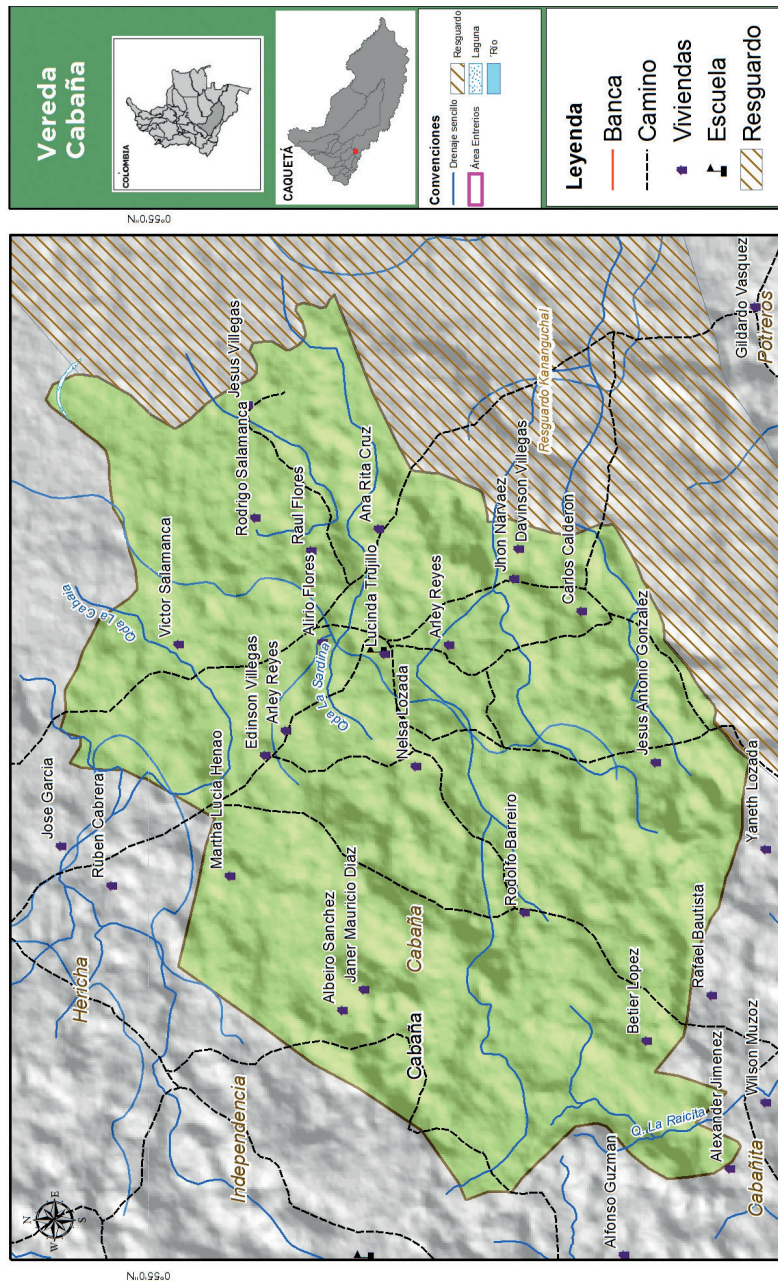 Vereda
Cabaña
COLOMBIA
CAQUETÁ
Convenciones
Drenaje sencillo
Área Entrerios
Resguardo
Laguna
Río
Leyenda
Banca
Camino
Viviendas
Escuela
Resguardo
0°55'0"N
0°55'0"N
N
E
S
W
Jose Garcia
Ruben Cabrera
Hericha
Independencia
Qda La Cabaia
Victor Salamanca
Rodrigo Salamanca
Jesus Villegas
Raul Flores
Alirio Flores
Ana Rita Cruz
Edinson Villegas
Arley Reyes
Qda La Sardina
Lucinda Trujillo
Martha Lucia Henao
Nelsa Lozada
Arley Reyes
Albeiro Sanchez
Janer Mauricio Diaz
Cabaña
Cabaña
Jhon Narvaez
Davinson Villegas
Resguardo Kananguchal
Rodolfo Barreiro
Carlos Calderon
Jesus Antonio Gonzalez
Betier Lopez
Rafael Bautista
Yaneth Lozada
Gildardo Vasquez
Potreros
Alfonso Guzman
Q. La Raicita
Alexander Jimenez
Wilson Muzoz
Cabañita